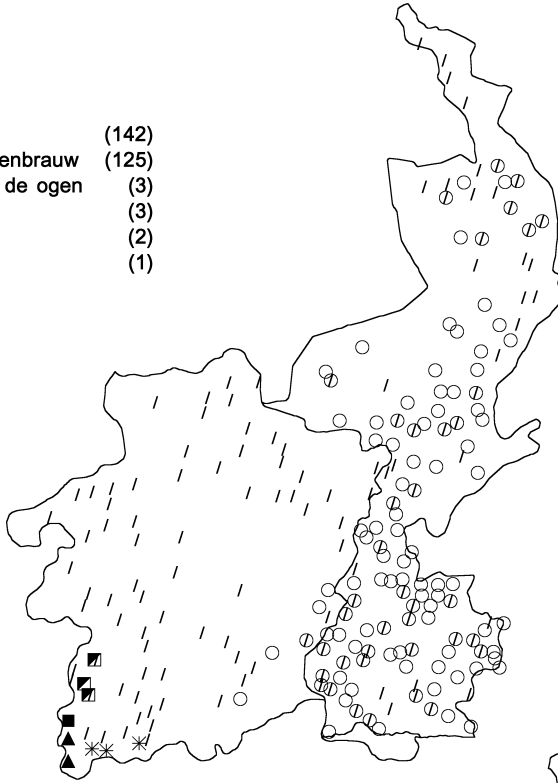 (142)
enbrauw (125)
de ogen (3)
(3)
(2)
(1)